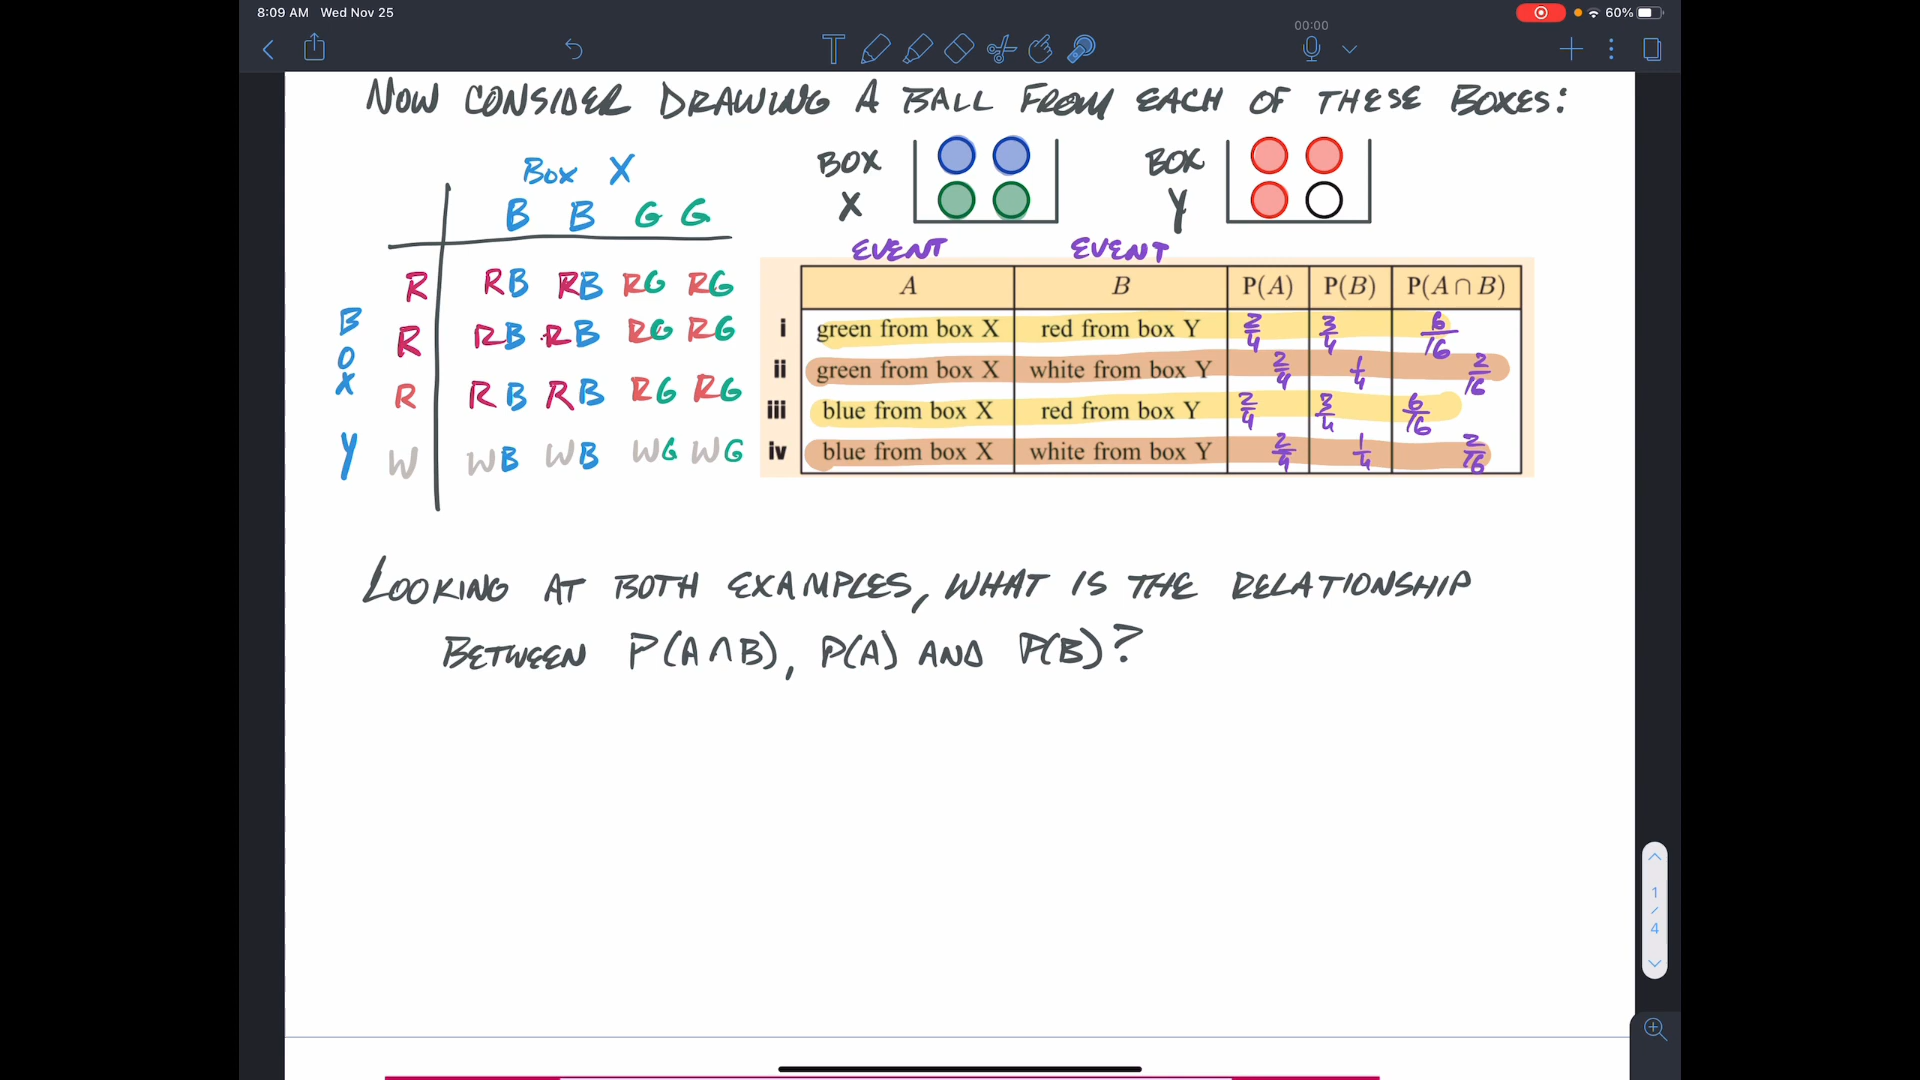 8:09 AM Wed Nov 25
60%
00:00
NOW CONSIDER DRAWING A BALL FROM EACH OF THESE BOXES:
BOX X
BOX Y
Box X
B B G G
R RB RB RG RG
R RB RB RG RG
R RB RB RG RG
W WB WB WG WG
BOX Y
EVENT EVENT
A B P(A) P(B) P(A ∩ B)
i green from box X red from box Y 2/4 3/4 6/16
ii green from box X white from box Y 2/4 1/4 2/16
iii blue from box X red from box Y 2/4 3/4 6/16
iv blue from box X white from box Y 2/4 1/4 2/16
LOOKING AT BOTH EXAMPLES, WHAT IS THE RELATIONSHIP
BETWEEN P(A∩B), P(A) AND P(B)?
1
/
4